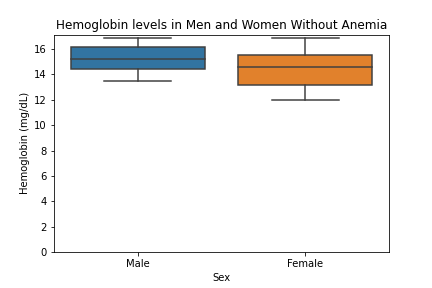 Hemoglobin levels in Men and Women Without Anemia
16
14
12
10
8
6
4
2
0
Hemoglobin (mg/dL)
Male Female
Sex